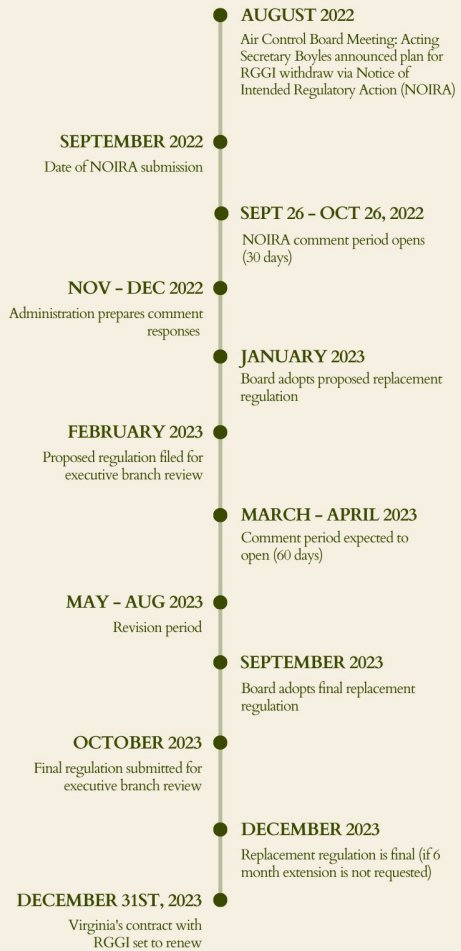 AUGUST 2022
Air Control Board Meeting: Acting
Secretary Boyles announced plan for
RGGI withdraw via Notice of
Intended Regulatory Action (NOIRA)
SEPTEMBER 2022
Date of NOIRA submission
SEPT 26 - OCT 26, 2022
NOIRA comment period opens
(30 days)
NOV - DEC 2022
Administration prepares comment
responses
JANUARY 2023
Board adopts proposed replacement
regulation
FEBRUARY 2023
Proposed regulation filed for
executive branch review
MARCH - APRIL 2023
Comment period expected to
open (60 days)
MAY - AUG 2023
Revision period
SEPTEMBER 2023
Board adopts final replacement
regulation
OCTOBER 2023
Final regulation submitted for
executive branch review
DECEMBER 2023
Replacement regulation is final (if 6
month extension is not requested)
DECEMBER 31ST, 2023
Virginia's contract with
RGGI set to renew